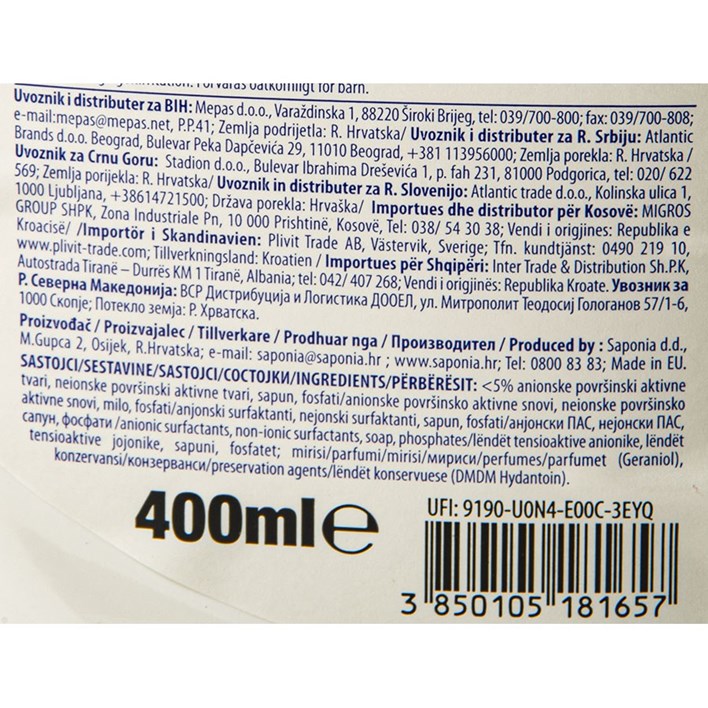 Förvaras oåtkomligt för barn.
Uvoznik i distributer za BIH: Mepas d.o.o., Varaždinska 1, 88220 Široki Brijeg, tel: 039/700-800; fax: 039/700-808;
e-mail:mepas@mepas.net, P.P.41; Zemlja podrijetla: R. Hrvatska/ Uvoznik i distributer za R. Srbiju: Atlantic
Brands d.o.o. Beograd, Bulevar Peka Dapčevića 29, 11010 Beograd, +381 113956000; Zemlja porekla: R. Hrvatska /
Uvoznik za Crnu Goru: Stadion d.o.o., Bulevar Ibrahima Dreševića 1, p. fah 231, 81000 Podgorica, tel: 020/ 622
569; Zemlja porijekla: R. Hrvatska/ Uvoznik in distributer za R. Slovenijo: Atlantic trade d.o.o., Kolinska ulica 1,
1000 Ljubljana, +38614721500; Država porekla: Hrvaška/ Importues dhe distributor për Kosovë: MIGROS
GROUP SHPK, Zona Industriale Pn, 10 000 Prishtinë, Kosovë, Tel: 038/ 54 30 38; Vendi i origjines: Republika e
Kroacisë/ /Importör i Skandinavien: Plivit Trade AB, Västervik, Sverige; Tfn. kundtjänst: 0490 219 10,
www.plivit-trade.com; Tillverkningsland: Kroatien / Importues për Shqipëri: Inter Trade & Distribution Sh.P.K,
Autostrada Tiranë – Durrës KM 1 Tiranë, Albania; tel: 042/ 407 268; Vendi i origjinës: Republika Kroate. Увозник за
Р. Северна Македонија: ВСР Дистрибуција и Логистика ДООЕЛ, ул. Митрополит Теодосиј Гологанов 57/1-6,
1000 Скопје; Потекло земја: Р. Хрватска.
Proizvođač / Proizvajalec / Tillverkare / Prodhuar nga / Производител / Produced by : Saponia d.d.,
M.Gupca 2, Osijek, R.Hrvatska; e-mail: saponia@saponia.hr ; www.saponia.hr; Tel: 0800 83 83; Made in EU.
SASTOJCI/SESTAVINE/SASTOJCI/СОСТОЈКИ/INGREDIENTS/PËRBËRËSIT: <5% anionske površinski aktivne
tvari, neionske površinski aktivne tvari, sapun, fosfati/anionske površinsko aktivne snovi, neionske površinsko
aktivne snovi, milo, fosfati/anjonski surfaktanti, nejonski surfaktanti, sapun, fosfati/анјонски ПАС, нејонски ПАС,
сапун, фосфати /anionic surfactants, non-ionic surfactants, soap, phosphates/lëndët tensioaktive anionike, lëndët
tensioaktive jojonike, sapuni, fosfatet; mirisi/parfumi/mirisi/мириси/perfumes/parfumet (Geraniol),
konzervansi/конзерванси/preservation agents/lëndët konservuese (DMDM Hydantoin).
400ml℮
UFI: 9190-U0N4-E00C-3EYQ
3 850105 181657